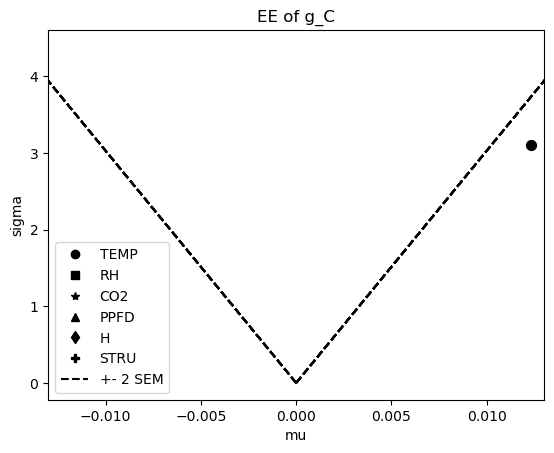 EE of g_C
4
3
2
1
0
sigma
TEMP
RH
CO2
PPFD
H
STRU
+- 2 SEM
−0.010
−0.005
0.000
0.005
0.010
mu